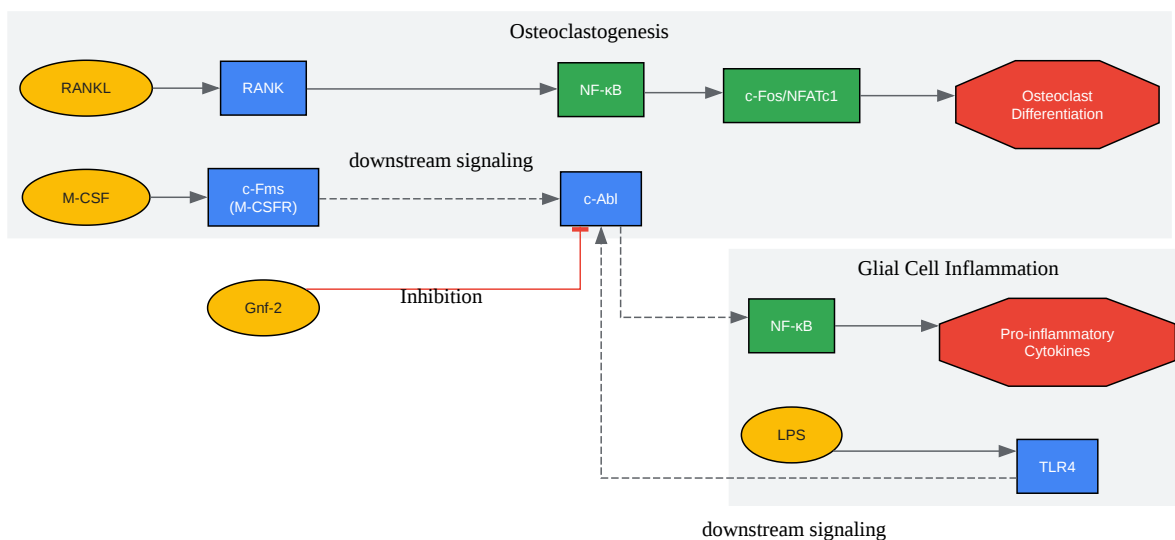 Osteoclastogenesis
RANKL
RANK
NF-κB
c-Fos/NFATc1
Osteoclast
Differentiation
downstream signaling
M-CSF
c-Fms
(M-CSFR)
c-Abl
Glial Cell Inflammation
Gnf-2
Inhibition
NF-κB
Pro-inflammatory
Cytokines
LPS
TLR4
downstream signaling